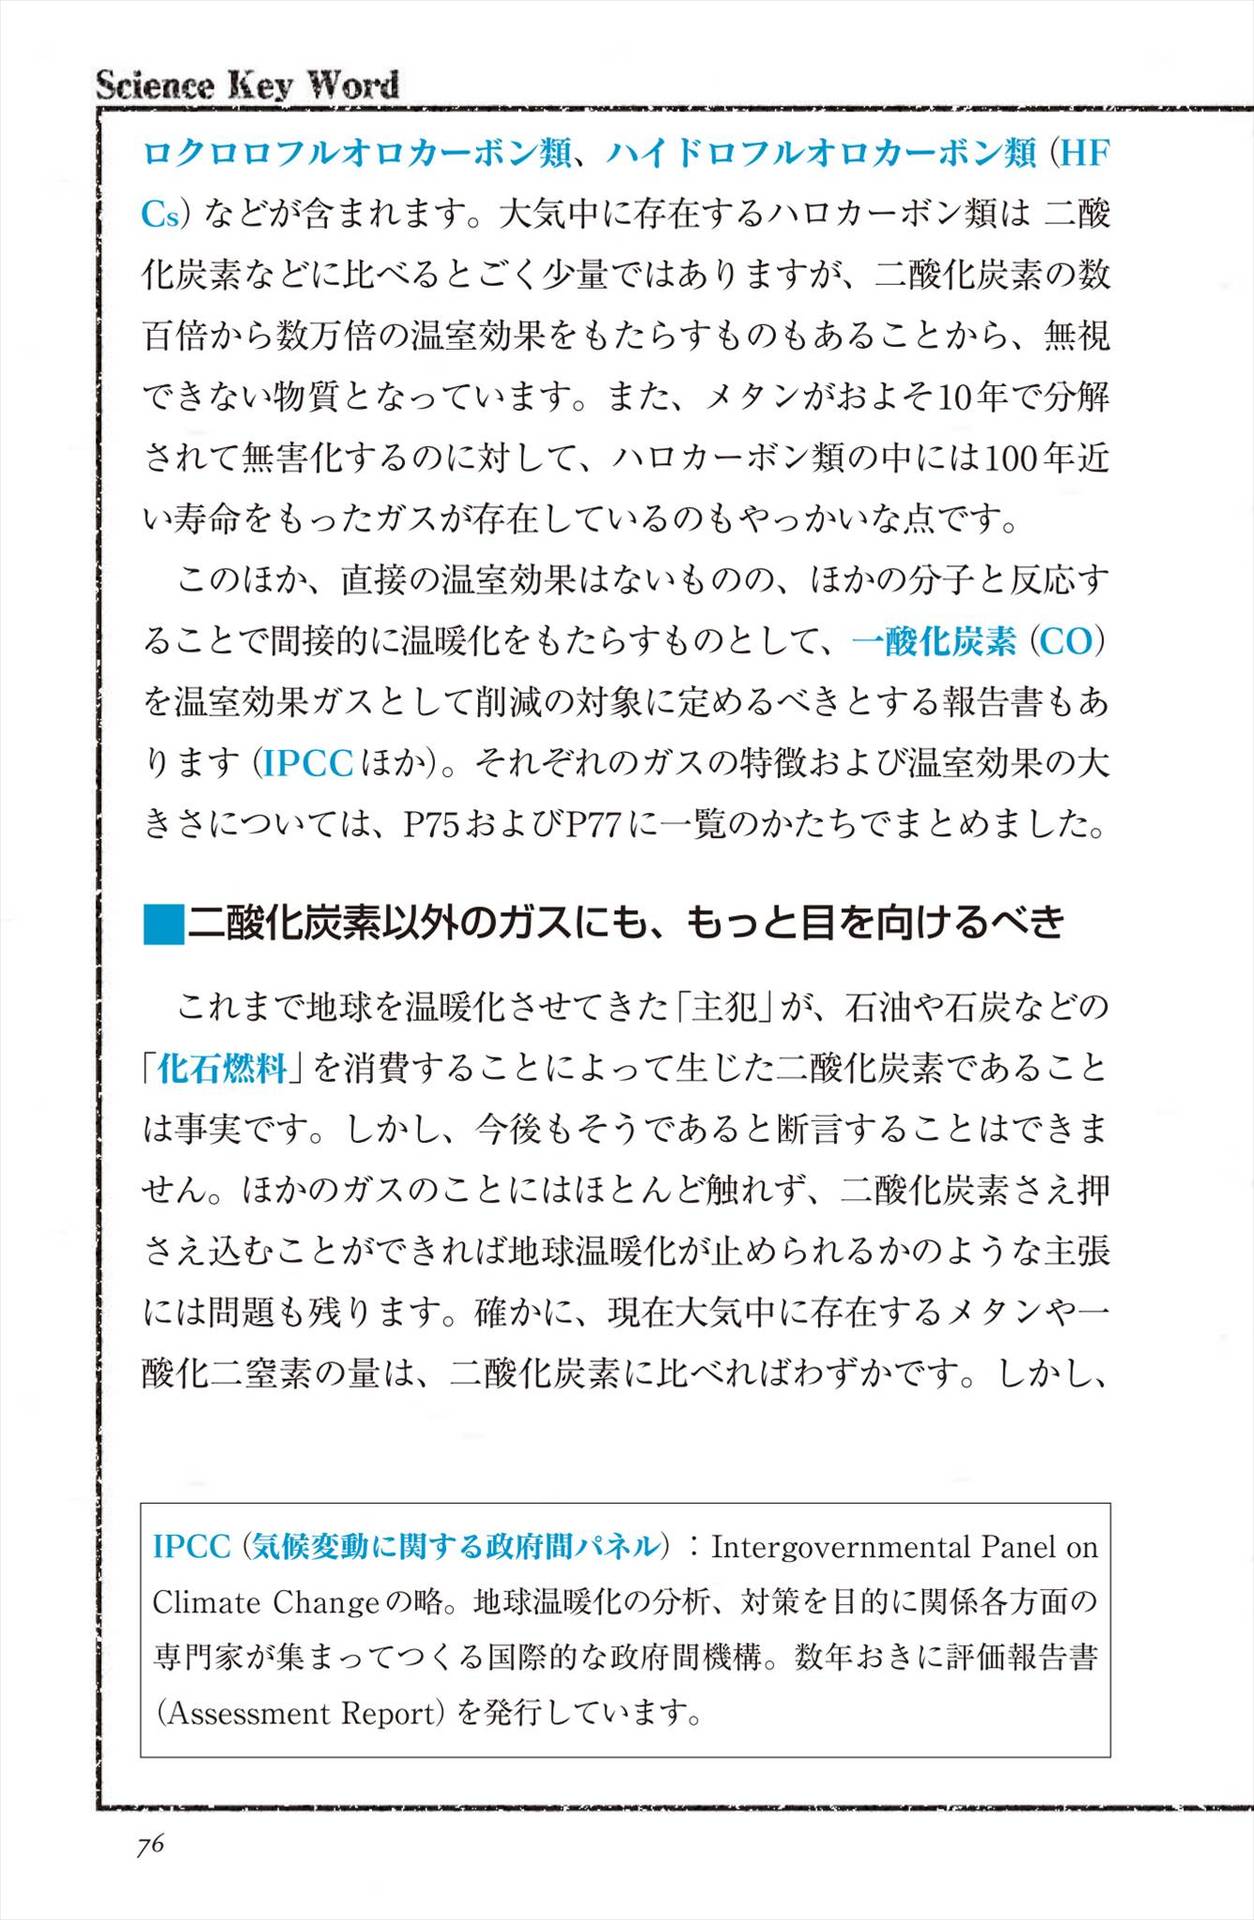 Science Key Word
ロクロロフルオロカーボン類、ハイドロフルオロカーボン類（HF
Cs）などが含まれます。大気中に存在するハロカーボン類は 二酸
化炭素などに比べるとごく少量ではありますが、二酸化炭素の数
百倍から数万倍の温室効果をもたらすものもあることから、無視
できない物質となっています。また、メタンがおよそ10年で分解
されて無害化するのに対して、ハロカーボン類の中には100年近
い寿命をもったガスが存在しているのもやっかいな点です。
このほか、直接の温室効果はないものの、ほかの分子と反応す
ることで間接的に温暖化をもたらすものとして、一酸化炭素（CO）
を温室効果ガスとして削減の対象に定めるべきとする報告書もあ
ります（IPCCほか）。それぞれのガスの特徴および温室効果の大
きさについては、P75およびP77に一覧のかたちでまとめました。
■二酸化炭素以外のガスにも、もっと目を向けるべき
これまで地球を温暖化させてきた「主犯」が、石油や石炭などの
「化石燃料」を消費することによって生じた二酸化炭素であること
は事実です。しかし、今後もそうであると断言することはできま
せん。ほかのガスのことにはほとんど触れず、二酸化炭素さえ押
さえ込むことができれば地球温暖化が止められるかのような主張
には問題も残ります。確かに、現在大気中に存在するメタンや一
酸化二窒素の量は、二酸化炭素に比べればわずかです。しかし、
IPCC（気候変動に関する政府間パネル）：Intergovernmental Panel on
Climate Changeの略。地球温暖化の分析、対策を目的に関係各方面の
専門家が集まってつくる国際的な政府間機構。数年おきに評価報告書
（Assessment Report）を発行しています。
76